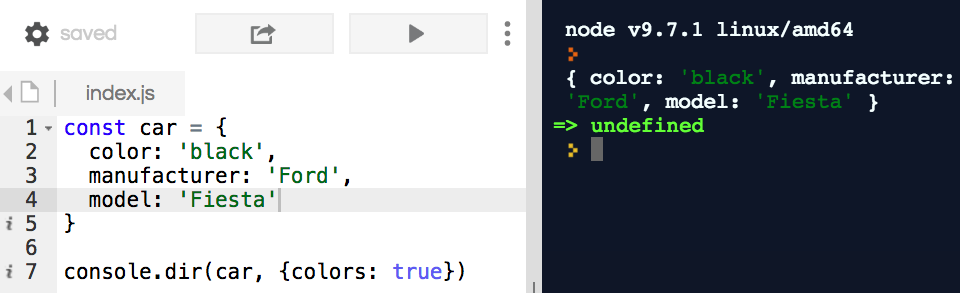 saved
index.js
1 const car = {
2   color: 'black',
3   manufacturer: 'Ford',
4   model: 'Fiesta'
i 5 }
6
i 7 console.dir(car, {colors: true})
node v9.7.1 linux/amd64
{ color: 'black', manufacturer:
'Ford', model: 'Fiesta' }
=> undefined